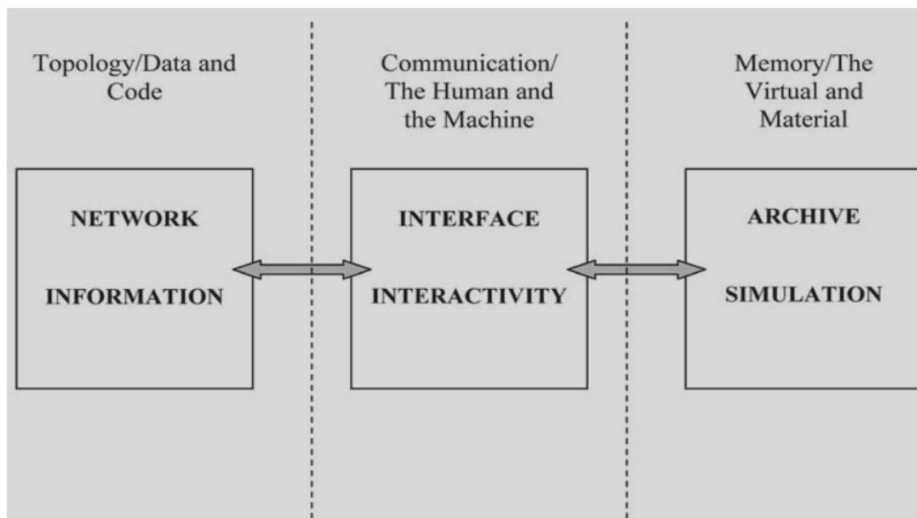 Topology/Data and
Code
Communication/
The Human and
the Machine
Memory/The
Virtual and
Material
NETWORK
INFORMATION
INTERFACE
INTERACTIVITY
ARCHIVE
SIMULATION